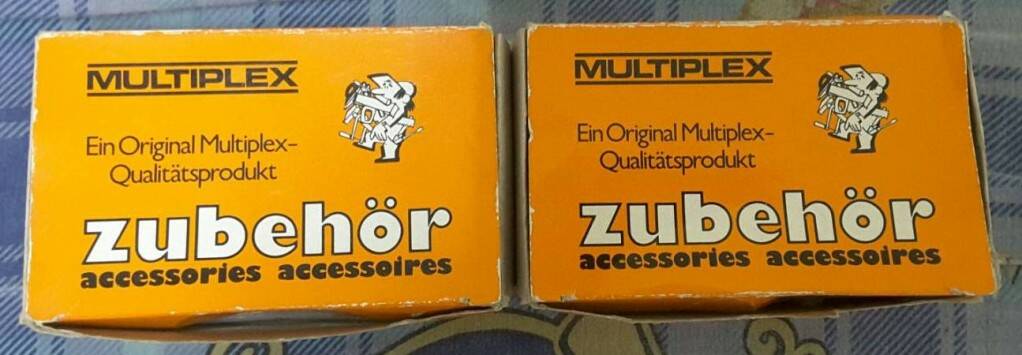 MULTIPLEX
Ein Original Multiplex-
Qualitätsprodukt
zubehör
accessories accessoires
MULTIPLEX
Ein Original Multiplex-
Qualitätsprodukt
zubehör
accessories accessoires